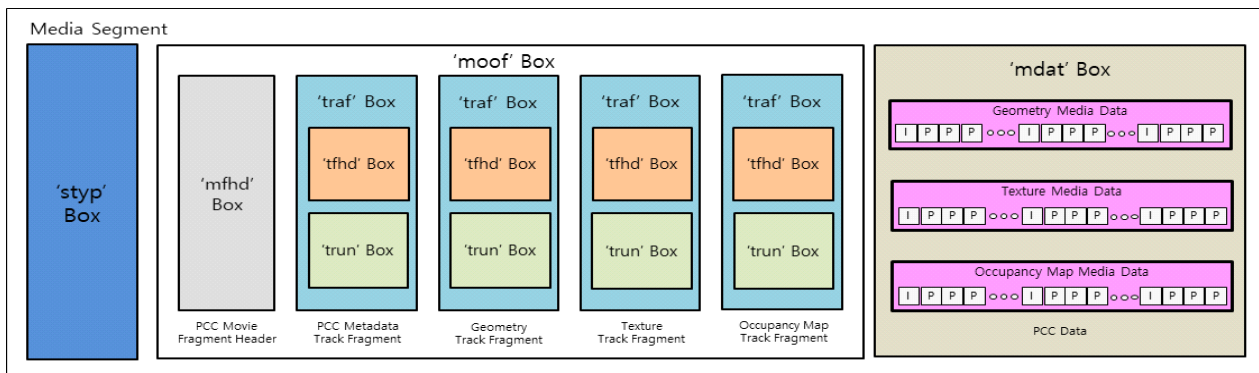 Media Segment
'styp'
Box
'moof' Box
'mfhd'
Box
PCC Movie
Fragment Header
'traf' Box
'tfhd' Box
'trun' Box
PCC Metadata
Track Fragment
'traf' Box
'tfhd' Box
'trun' Box
Geometry
Track Fragment
'traf' Box
'tfhd' Box
'trun' Box
Texture
Track Fragment
'traf' Box
'tfhd' Box
'trun' Box
Occupancy Map
Track Fragment
'mdat' Box
Geometry Media Data
I P P P ○○○ I P P P ○○○ I P P P
Texture Media Data
I P P P ○○○ I P P P ○○○ I P P P
Occupancy Map Media Data
I P P P ○○○ I P P P ○○○ I P P P
PCC Data